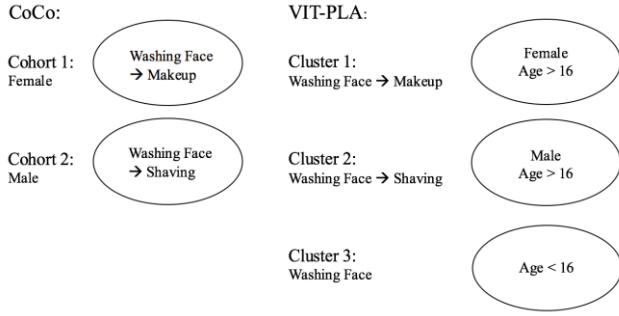 CoCo:
Cohort 1:
Female
Washing Face
→ Makeup
Cohort 2:
Male
Washing Face
→ Shaving
VIT-PLA:
Cluster 1:
Washing Face → Makeup
Female
Age > 16
Cluster 2:
Washing Face → Shaving
Male
Age > 16
Cluster 3:
Washing Face
Age < 16